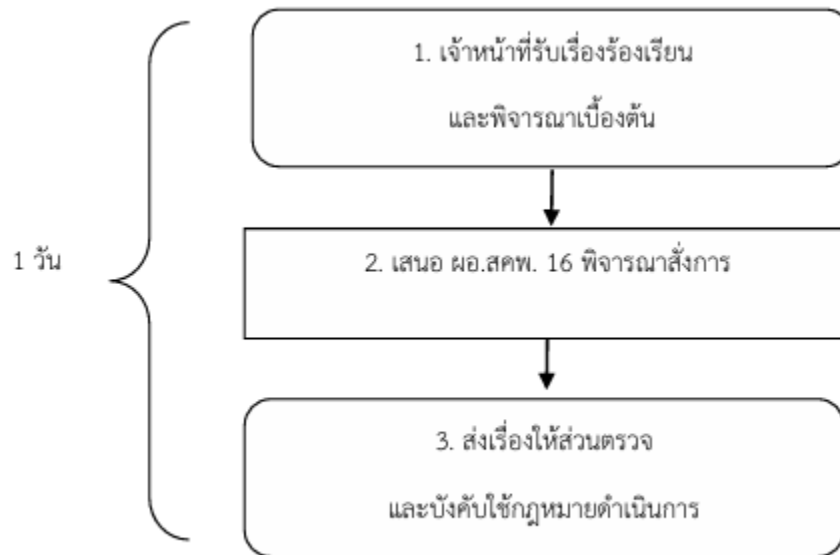 1. เจ้าหน้าที่รับเรื่องร้องเรียน
และพิจารณาเบื้องต้น
1 วัน
2. เสนอ ผอ.สคพ. 16 พิจารณาสั่งการ
3. ส่งเรื่องให้ส่วนตรวจ
และบังคับใช้กฎหมายดำเนินการ